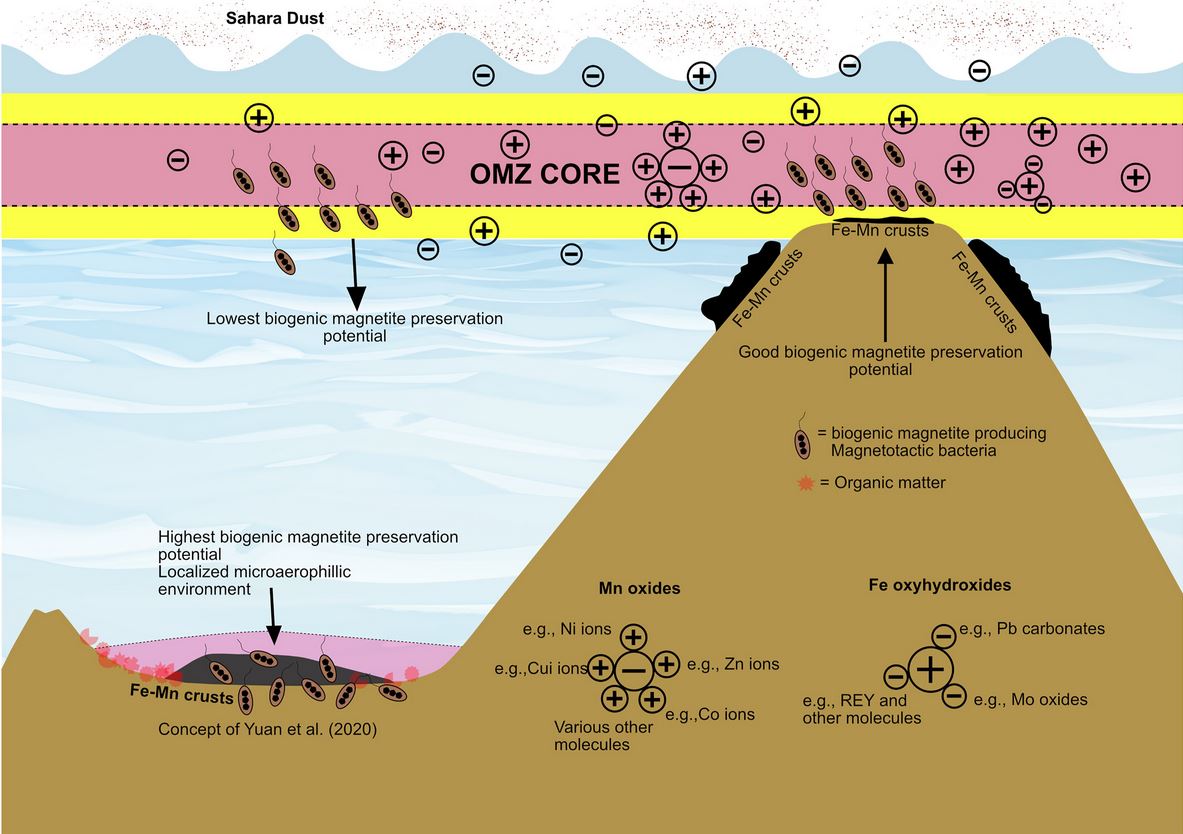 Sahara Dust
OMZ CORE
Fe-Mn crusts
Fe-Mn crusts
Fe-Mn crusts
Lowest biogenic magnetite preservation
potential
Good biogenic magnetite preservation
potential
= biogenic magnetite producing
Magnetotactic bacteria
= Organic matter
Highest biogenic magnetite preservation
potential
Localized microaerophillic
environment
Fe-Mn crusts
Concept of Yuan et al. (2020)
Mn oxides
e.g., Ni ions
e.g.,Cui ions
e.g., Zn ions
e.g.,Co ions
Various other
molecules
Fe oxyhydroxides
e.g., Pb carbonates
e.g., REY and
other molecules
e.g., Mo oxides